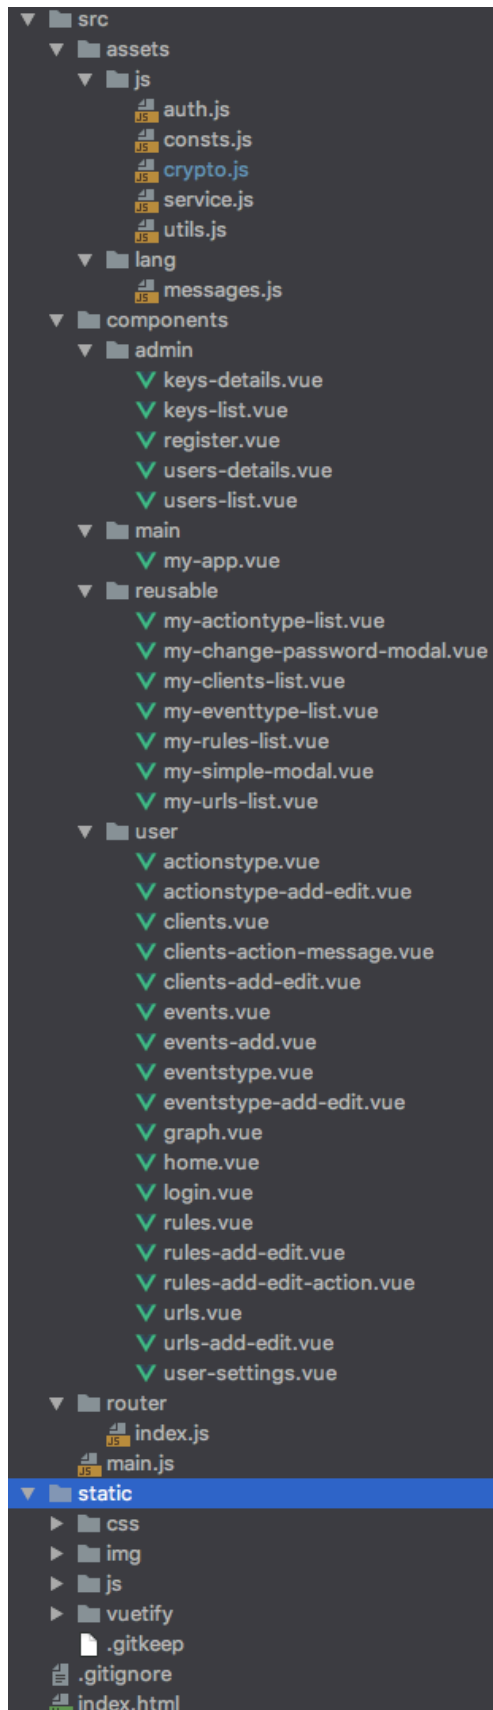 src
assets
js
auth.js
consts.js
crypto.js
service.js
utils.js
lang
messages.js
components
admin
keys-details.vue
keys-list.vue
register.vue
users-details.vue
users-list.vue
main
my-app.vue
reusable
my-actiontype-list.vue
my-change-password-modal.vue
my-clients-list.vue
my-eventtype-list.vue
my-rules-list.vue
my-simple-modal.vue
my-urls-list.vue
user
actionstype.vue
actionstype-add-edit.vue
clients.vue
clients-action-message.vue
clients-add-edit.vue
events.vue
events-add.vue
eventstype.vue
eventstype-add-edit.vue
graph.vue
home.vue
login.vue
rules.vue
rules-add-edit.vue
rules-add-edit-action.vue
urls.vue
urls-add-edit.vue
user-settings.vue
router
index.js
main.js
static
css
img
js
vuetify
.gitkeep
.gitignore
index.html